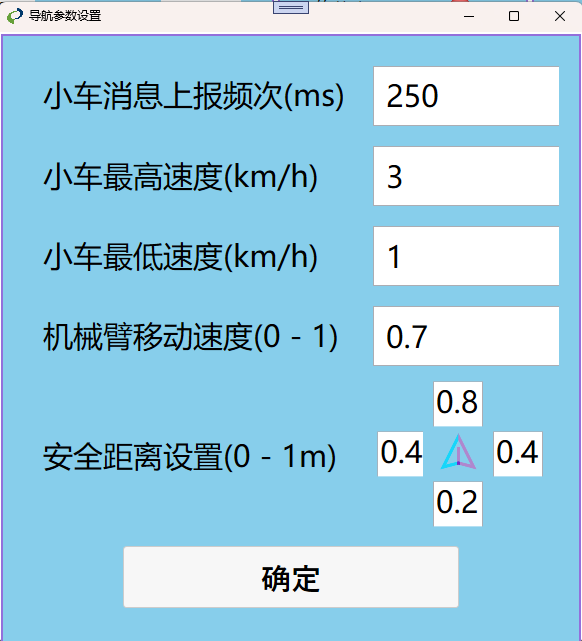 导航参数设置
小车消息上报频次(ms) 250
小车最高速度(km/h) 3
小车最低速度(km/h) 1
机械臂移动速度(0 - 1) 0.7
0.8
安全距离设置(0 - 1m) 0.4 0.4
0.2
确定